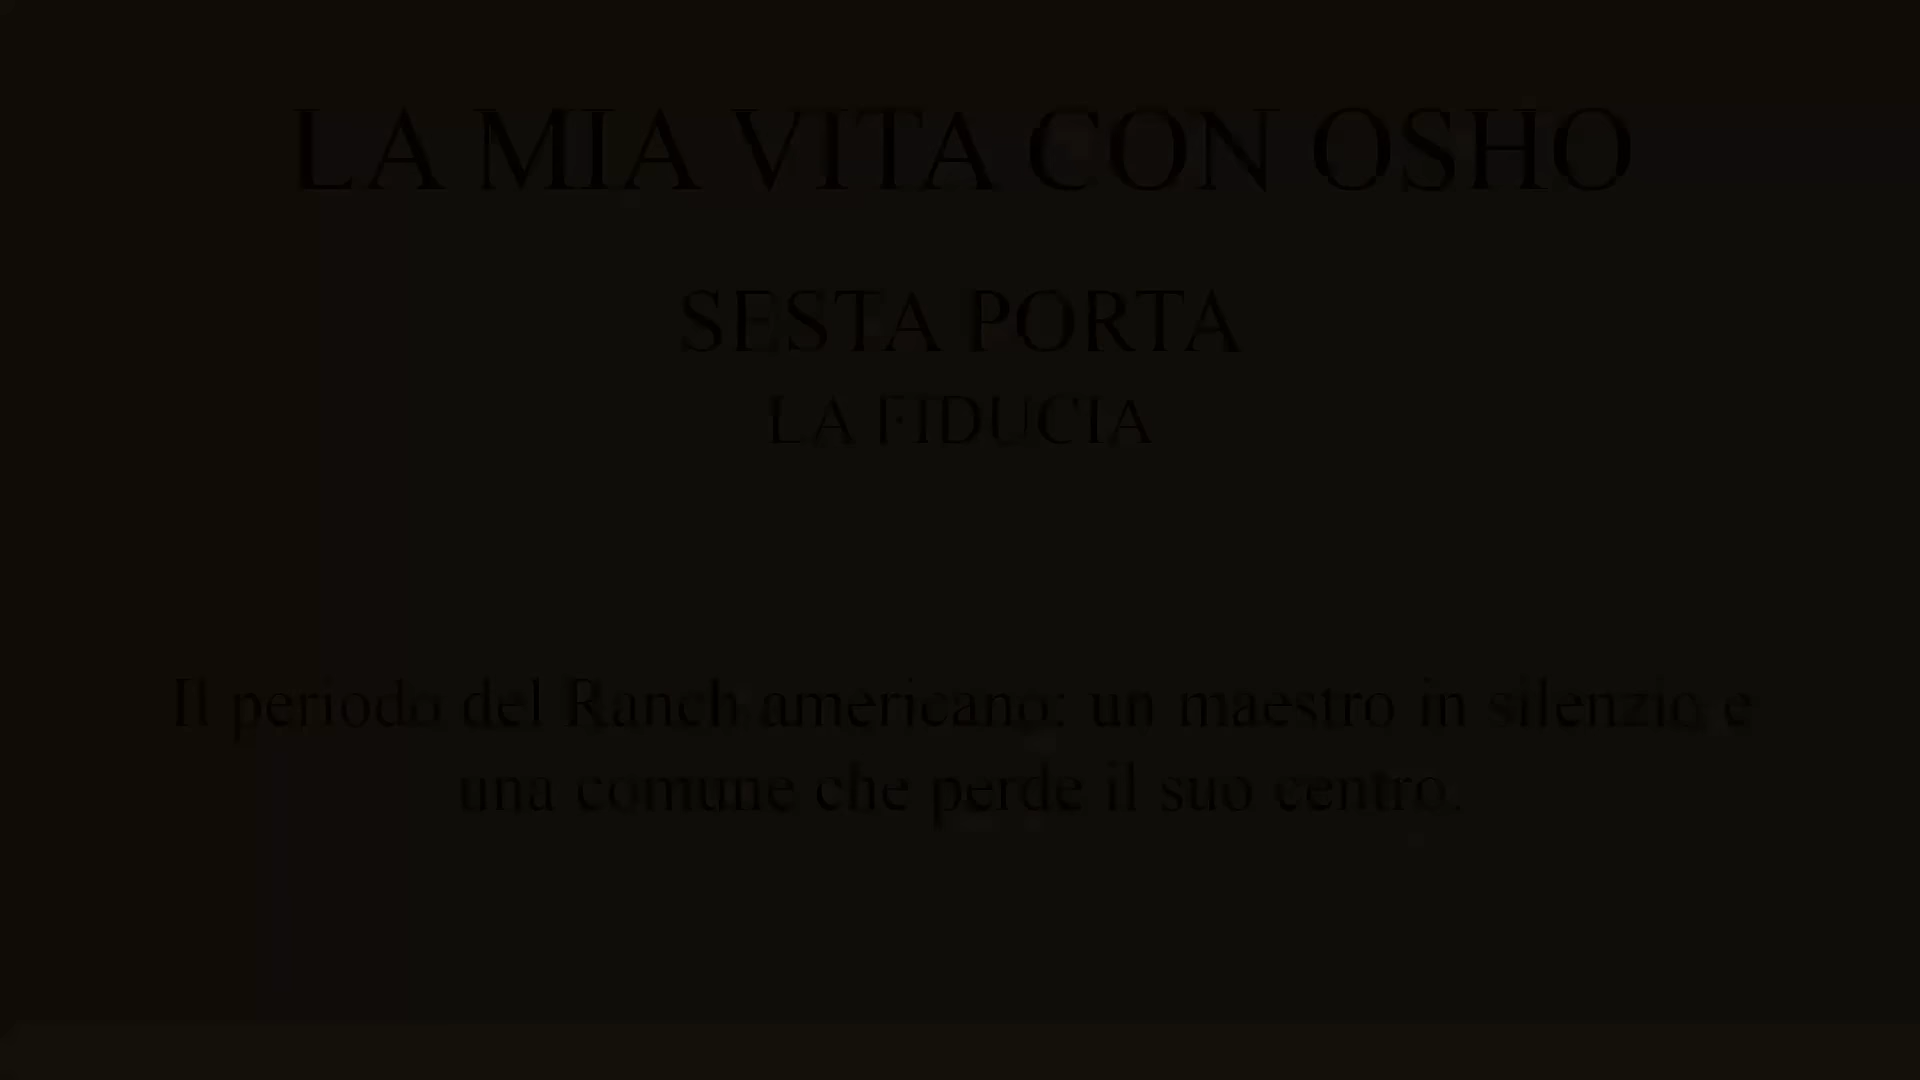 LA MIA VITA CON OSHO
SESTA PORTA
LA FIDUCIA
Il periodo del Ranch americano: un maestro in silenzio e
una comune che perde il suo centro.